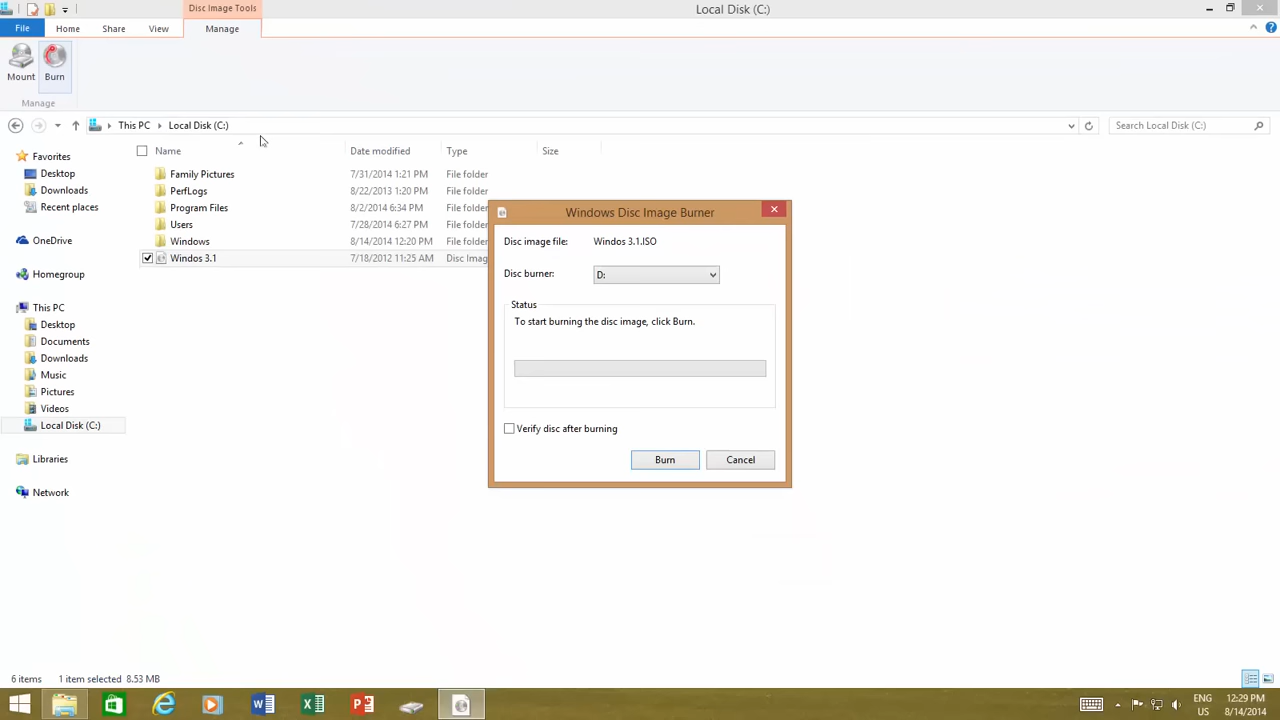 Disc Image Tools
Local Disk (C:)
File Home Share View Manage
Mount Burn
Manage
This PC Local Disk (C:)
Search Local Disk (C:)
Name Date modified Type Size
Favorites
Desktop
Downloads
Recent places
OneDrive
Homegroup
This PC
Desktop
Documents
Downloads
Music
Pictures
Videos
Local Disk (C:)
Libraries
Network
Family Pictures 7/31/2014 1:21 PM File folder
PerfLogs 8/22/2013 1:20 PM File folder
Program Files 8/2/2014 6:34 PM File folder
Users 7/28/2014 6:27 PM File folder
Windows 8/14/2014 12:20 PM File folder
Windos 3.1 7/18/2012 11:25 AM Disc Imag
Windows Disc Image Burner
Disc image file: Windos 3.1.ISO
Disc burner: D:
Status
To start burning the disc image, click Burn.
Verify disc after burning
Burn Cancel
6 items 1 item selected 8.53 MB
ENG 12:29 PM
US 8/14/2014